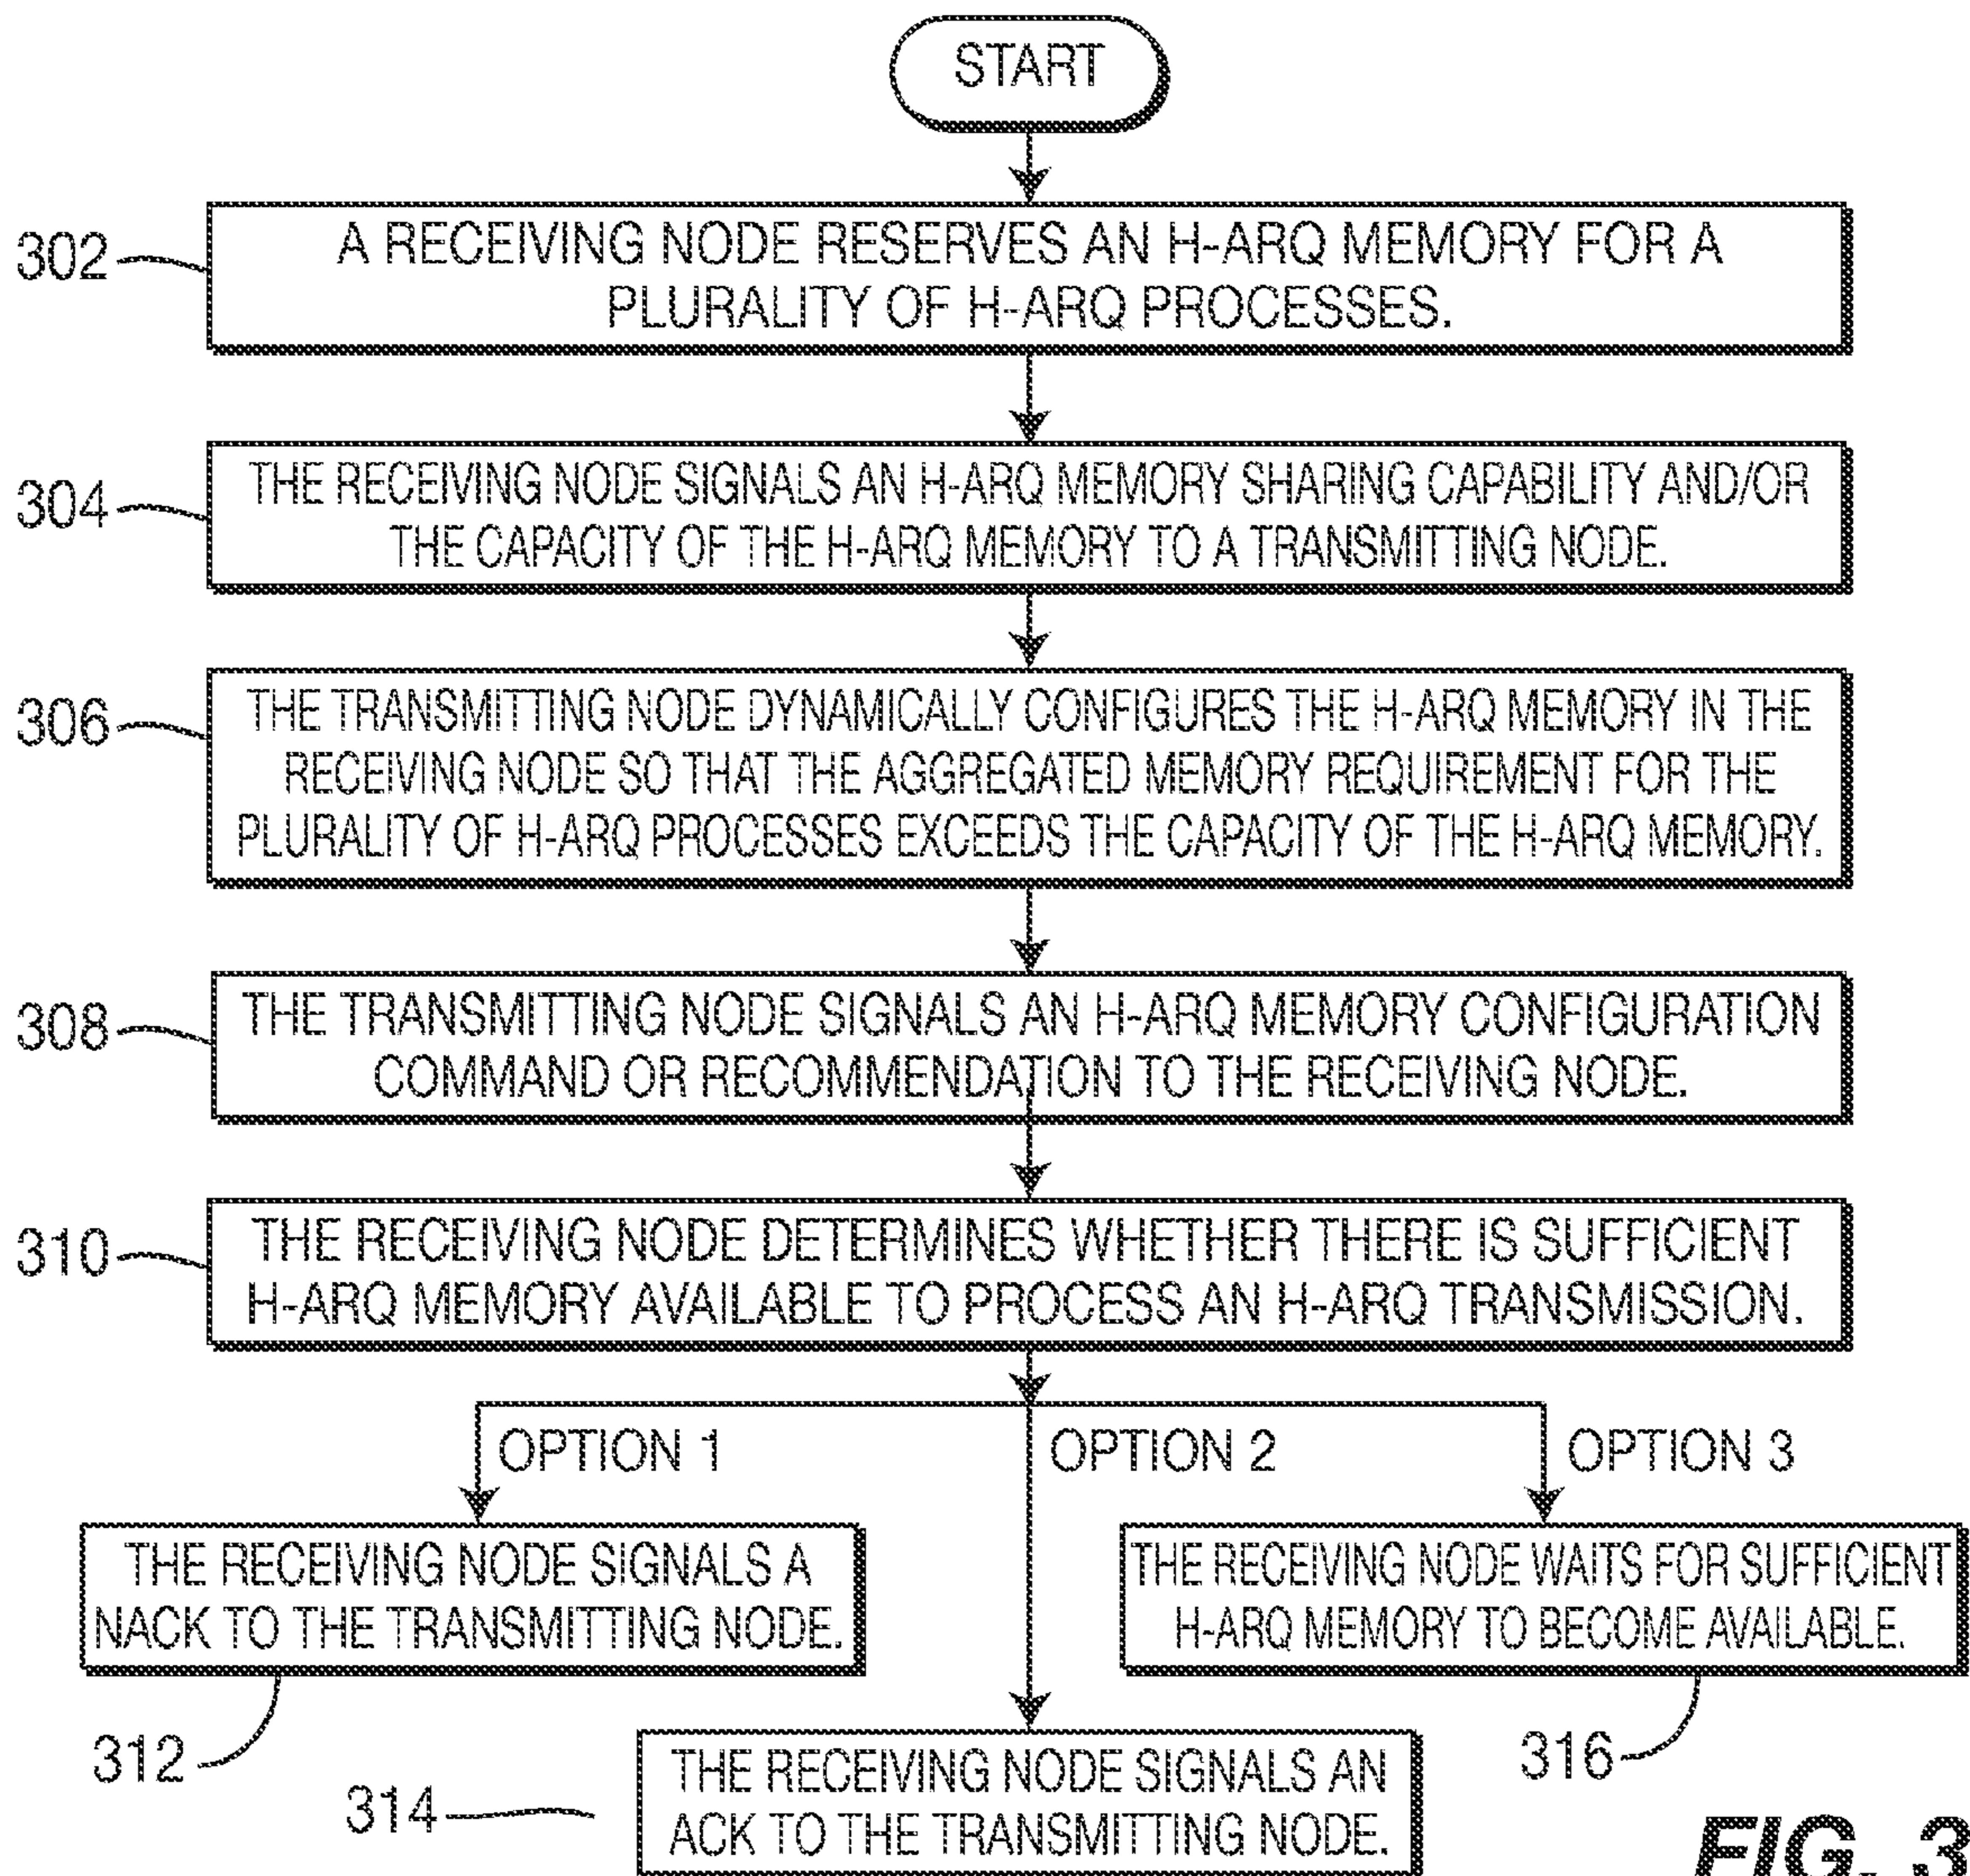 START
302
A RECEIVING NODE RESERVES AN H-ARQ MEMORY FOR A
PLURALITY OF H-ARQ PROCESSES.
304
THE RECEIVING NODE SIGNALS AN H-ARQ MEMORY SHARING CAPABILITY AND/OR
THE CAPACITY OF THE H-ARQ MEMORY TO A TRANSMITTING NODE.
306
THE TRANSMITTING NODE DYNAMICALLY CONFIGURES THE H-ARQ MEMORY IN THE
RECEIVING NODE SO THAT THE AGGREGATED MEMORY REQUIREMENT FOR THE
PLURALITY OF H-ARQ PROCESSES EXCEEDS THE CAPACITY OF THE H-ARQ MEMORY.
308
THE TRANSMITTING NODE SIGNALS AN H-ARQ MEMORY CONFIGURATION
COMMAND OR RECOMMENDATION TO THE RECEIVING NODE.
310
THE RECEIVING NODE DETERMINES WHETHER THERE IS SUFFICIENT
H-ARQ MEMORY AVAILABLE TO PROCESS AN H-ARQ TRANSMISSION.
OPTION 1
OPTION 2
OPTION 3
THE RECEIVING NODE SIGNALS A
NACK TO THE TRANSMITTING NODE.
THE RECEIVING NODE WAITS FOR SUFFICIENT
H-ARQ MEMORY TO BECOME AVAILABLE.
312
316
314
THE RECEIVING NODE SIGNALS AN
ACK TO THE TRANSMITTING NODE.
FIG. 3